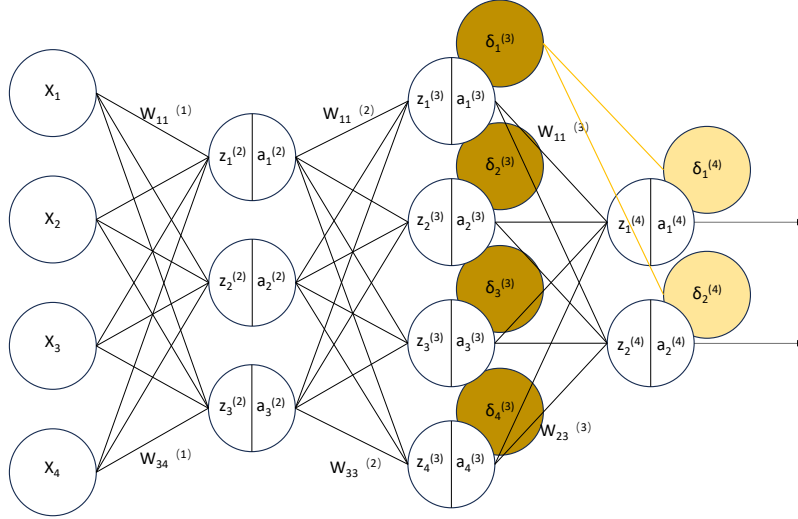 X₁
X₂
X₃
X₄
W₁₁⁽¹⁾
W₃₄⁽¹⁾
z₁⁽²⁾ a₁⁽²⁾
z₂⁽²⁾ a₂⁽²⁾
z₃⁽²⁾ a₃⁽²⁾
W₁₁⁽²⁾
W₃₃⁽²⁾
δ₁⁽³⁾
z₁⁽³⁾ a₁⁽³⁾
δ₂⁽³⁾
z₂⁽³⁾ a₂⁽³⁾
δ₃⁽³⁾
z₃⁽³⁾ a₃⁽³⁾
δ₄⁽³⁾
z₄⁽³⁾ a₄⁽³⁾
W₁₁⁽³⁾
W₂₃⁽³⁾
δ₁⁽⁴⁾
z₁⁽⁴⁾ a₁⁽⁴⁾
δ₂⁽⁴⁾
z₂⁽⁴⁾ a₂⁽⁴⁾